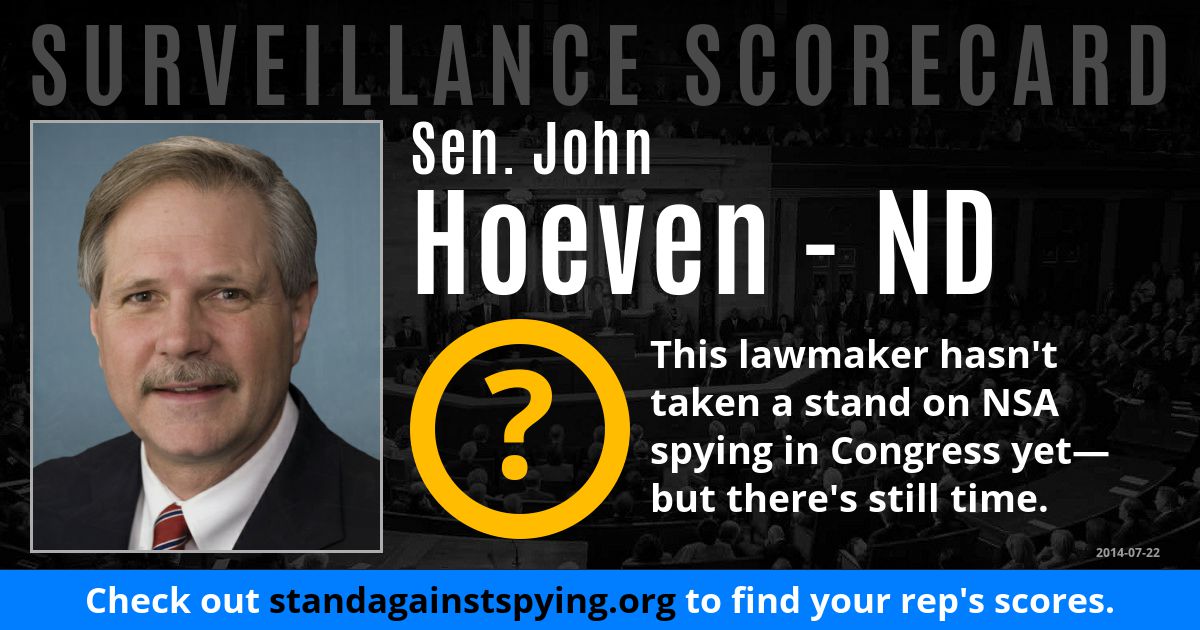 SURVEILLANCE SCORECARD
Sen. John
Hoeven - ND
?
This lawmaker hasn't
taken a stand on NSA
spying in Congress yet—
but there's still time.
2014-07-22
Check out standagainstspying.org to find your rep's scores.